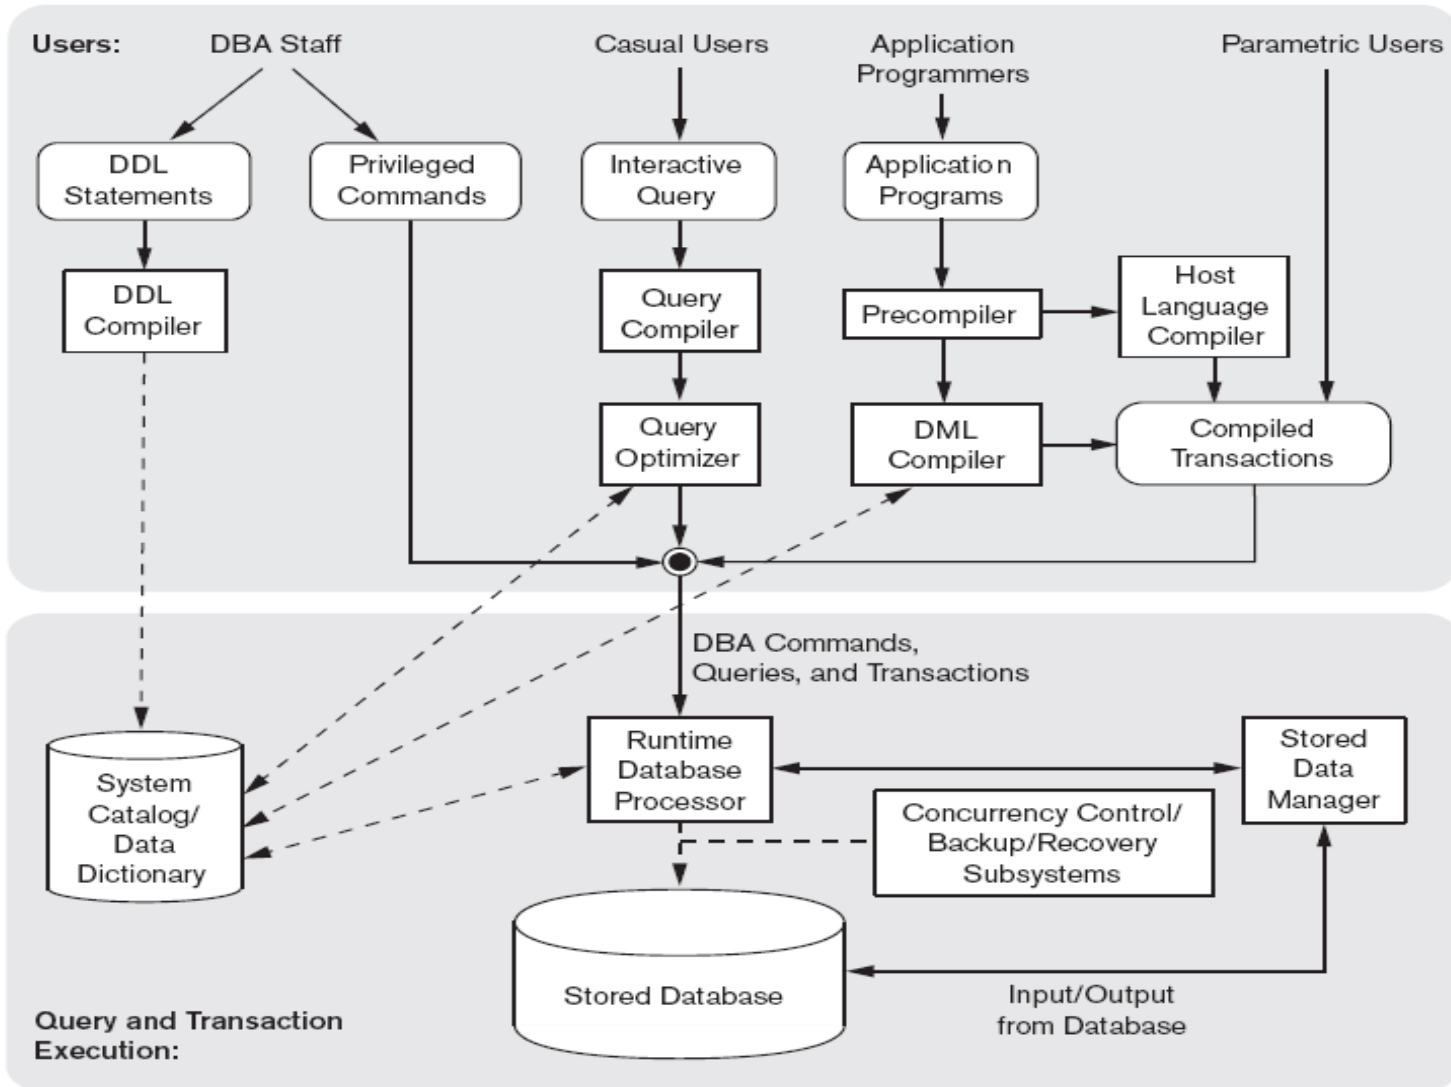 Users:
DBA Staff
Casual Users
Application
Programmers
Parametric Users
DDL
Statements
Privileged
Commands
Interactive
Query
Application
Programs
DDL
Compiler
Query
Compiler
Precompiler
Host
Language
Compiler
Query
Optimizer
DML
Compiler
Compiled
Transactions
DBA Commands,
Queries, and Transactions
System
Catalog/
Data
Dictionary
Runtime
Database
Processor
Stored
Data
Manager
Concurrency Control/
Backup/Recovery
Subsystems
Stored Database
Input/Output
from Database
Query and Transaction
Execution: